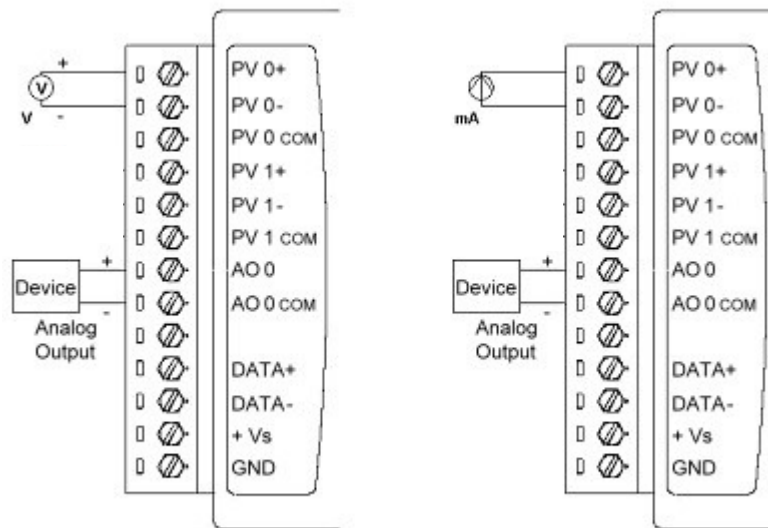 +
V
V
-
PV 0+
PV 0-
PV 0 COM
PV 1+
PV 1-
PV 1 COM
+
AO 0
Device
AO 0 COM
-
Analog
Output
DATA+
DATA-
+ Vs
GND
mA
PV 0+
PV 0-
PV 0 COM
PV 1+
PV 1-
PV 1 COM
+
AO 0
Device
AO 0 COM
-
Analog
Output
DATA+
DATA-
+ Vs
GND